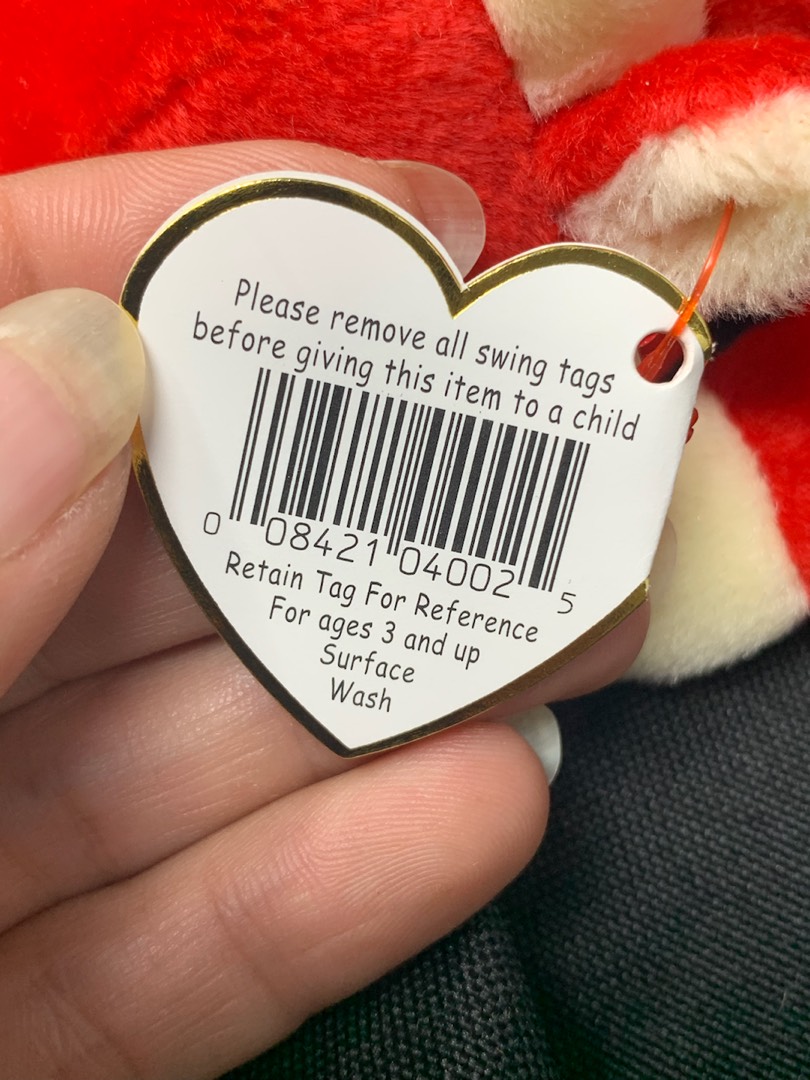 Please remove all swing tags
before giving this item to a child
0 08421 04002 5
Retain Tag For Reference
For ages 3 and up
Surface
Wash